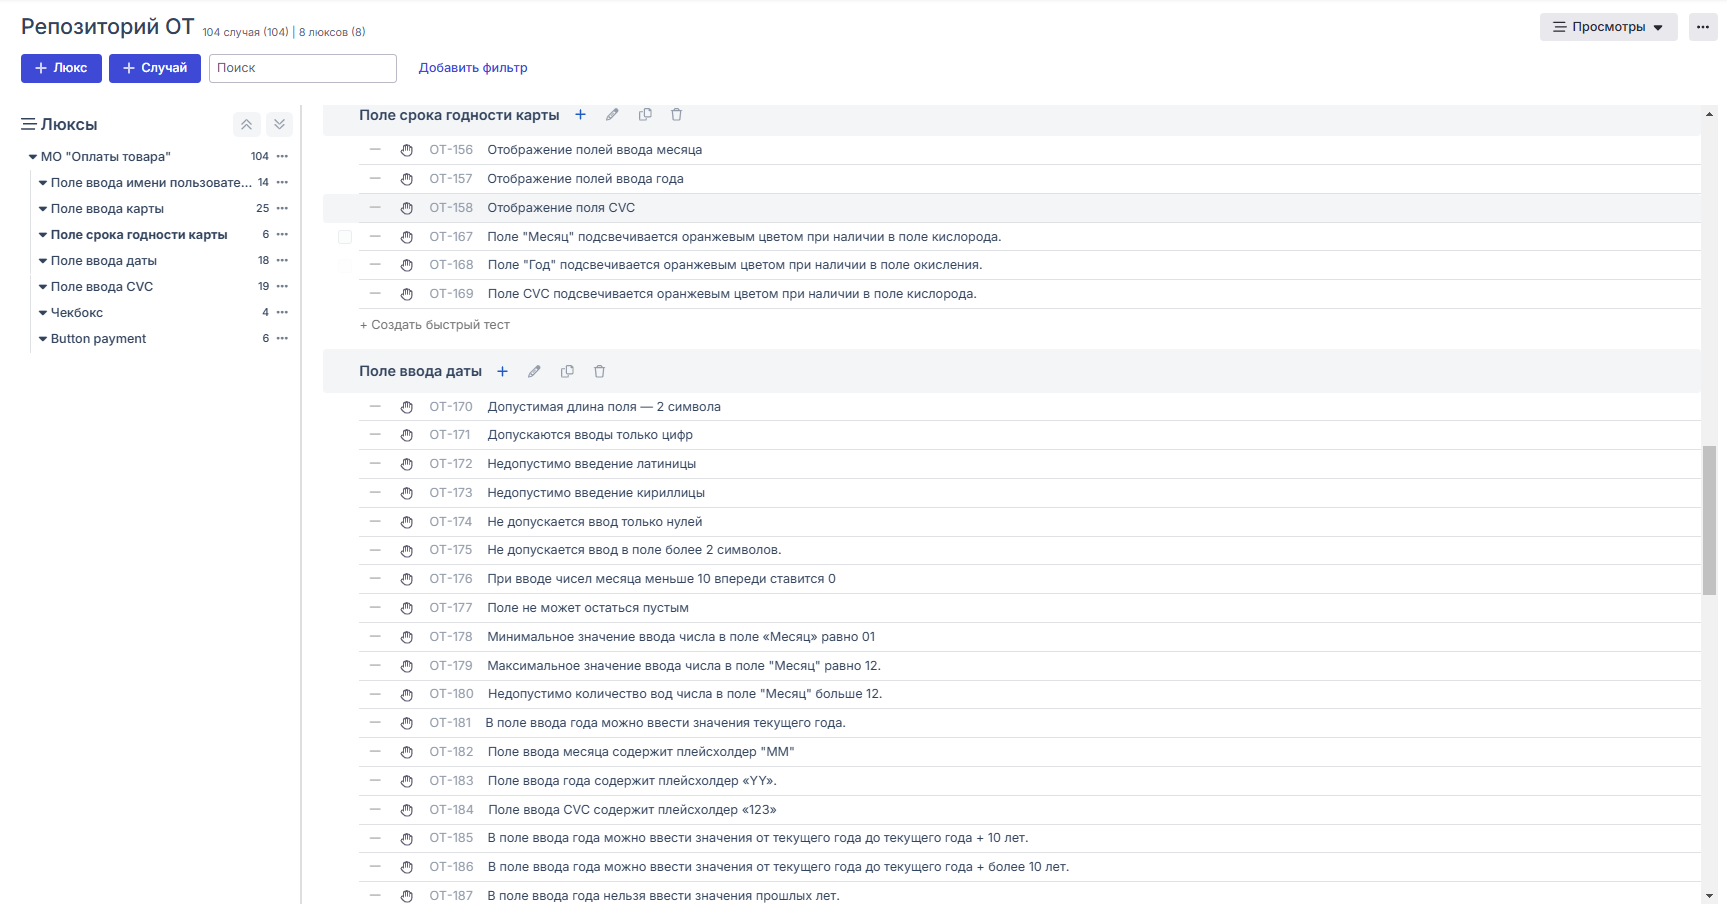 Репозиторий ОТ 104 случая (104) | 8 люксов (8)
Просмотры
Люкс
Случай
Поиск
Добавить фильтр
Люксы
МО "Оплаты товара" 104
Поле ввода имени пользовате... 14
Поле ввода карты 25
Поле срока годности карты 6
Поле ввода даты 18
Поле ввода CVC 19
Чекбокс 4
Button payment 6
Поле срока годности карты
ОТ-156 Отображение полей ввода месяца
ОТ-157 Отображение полей ввода года
ОТ-158 Отображение поля CVC
ОТ-167 Поле "Месяц" подсвечивается оранжевым цветом при наличии в поле кислорода.
ОТ-168 Поле "Год" подсвечивается оранжевым цветом при наличии в поле окисления.
ОТ-169 Поле CVC подсвечивается оранжевым цветом при наличии в поле кислорода.
+ Создать быстрый тест
Поле ввода даты
ОТ-170 Допустимая длина поля — 2 символа
ОТ-171 Допускаются вводы только цифр
ОТ-172 Недопустимо введение латиницы
ОТ-173 Недопустимо введение кириллицы
ОТ-174 Не допускается ввод только нулей
ОТ-175 Не допускается ввод в поле более 2 символов.
ОТ-176 При вводе чисел месяца меньше 10 впереди ставится 0
ОТ-177 Поле не может остаться пустым
ОТ-178 Минимальное значение ввода числа в поле «Месяц» равно 01
ОТ-179 Максимальное значение ввода числа в поле "Месяц" равно 12.
ОТ-180 Недопустимо количество вод числа в поле "Месяц" больше 12.
ОТ-181 В поле ввода года можно ввести значения текущего года.
ОТ-182 Поле ввода месяца содержит плейсхолдер "ММ"
ОТ-183 Поле ввода года содержит плейсхолдер «YY».
ОТ-184 Поле ввода CVC содержит плейсхолдер «123»
ОТ-185 В поле ввода года можно ввести значения от текущего года до текущего года + 10 лет.
ОТ-186 В поле ввода года можно ввести значения от текущего года до текущего года + более 10 лет.
ОТ-187 В поле ввода года нельзя ввести значения прошлых лет.